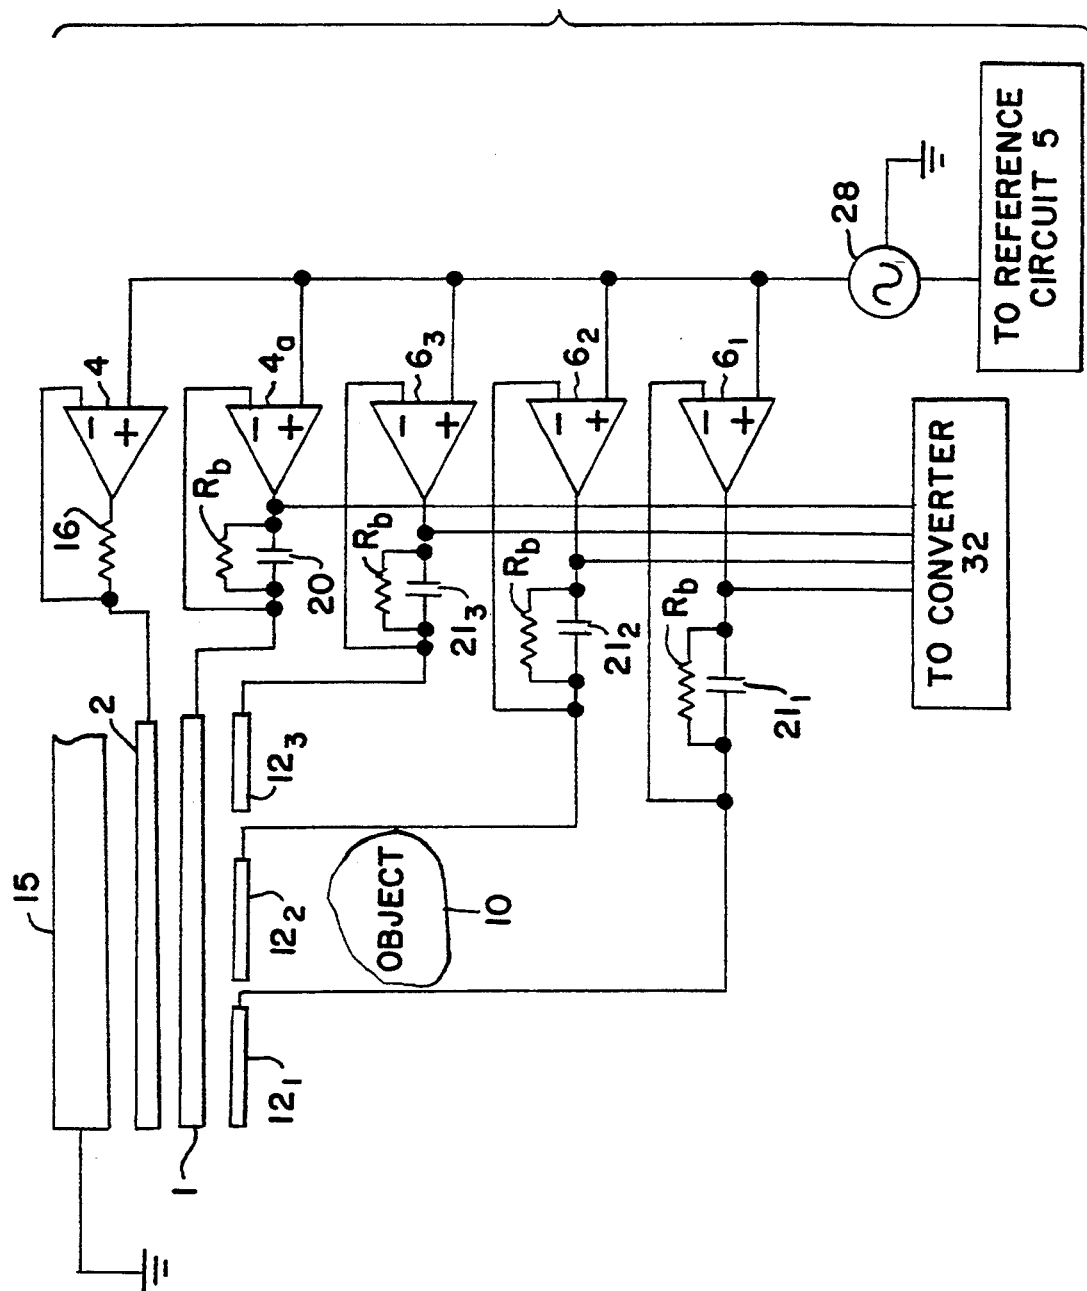 15
2
1
16
4
Rb
20
4a
12₃
Rb
21₃
6₃
12₂
OBJECT
10
Rb
21₂
6₂
12₁
Rb
21₁
6₁
28
− +
− +
− +
− +
− +
TO CONVERTER
32
TO REFERENCE
CIRCUIT 5